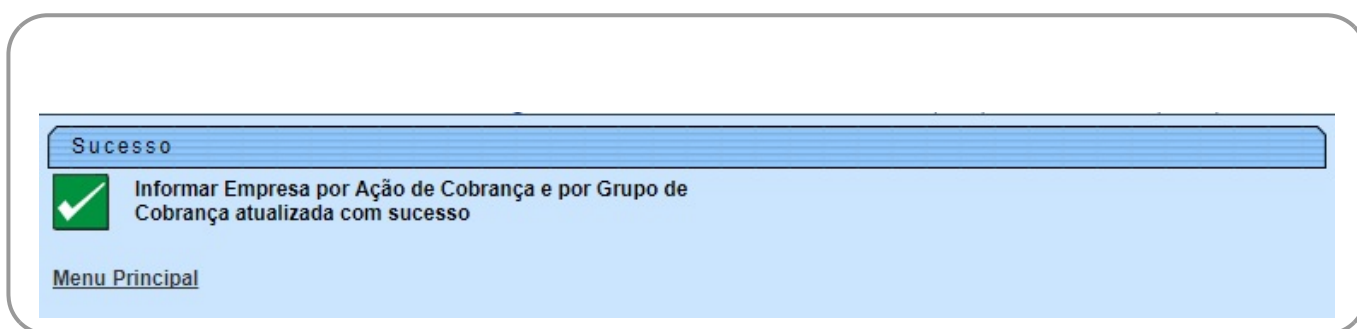 Sucesso
Informar Empresa por Ação de Cobrança e por Grupo de
Cobrança atualizada com sucesso
Menu Principal